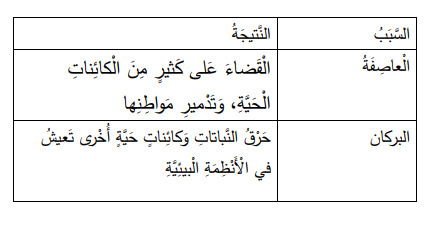 السَّبَبُ النَّتيجَةُ
الْعاصِفَةُ الْقَضاءَ عَلى كَثيرٍ مِنَ الْكائِناتِ
الْحَيَّةِ، وَتَدْميرِ مَواطِنِها
البركان حَرْقُ النَّباتاتِ وَكائِناتٍ حَيَّةٍ أُخْرى تَعيشُ
في الْأَنْظِمَةِ الْبيئِيَّةِ